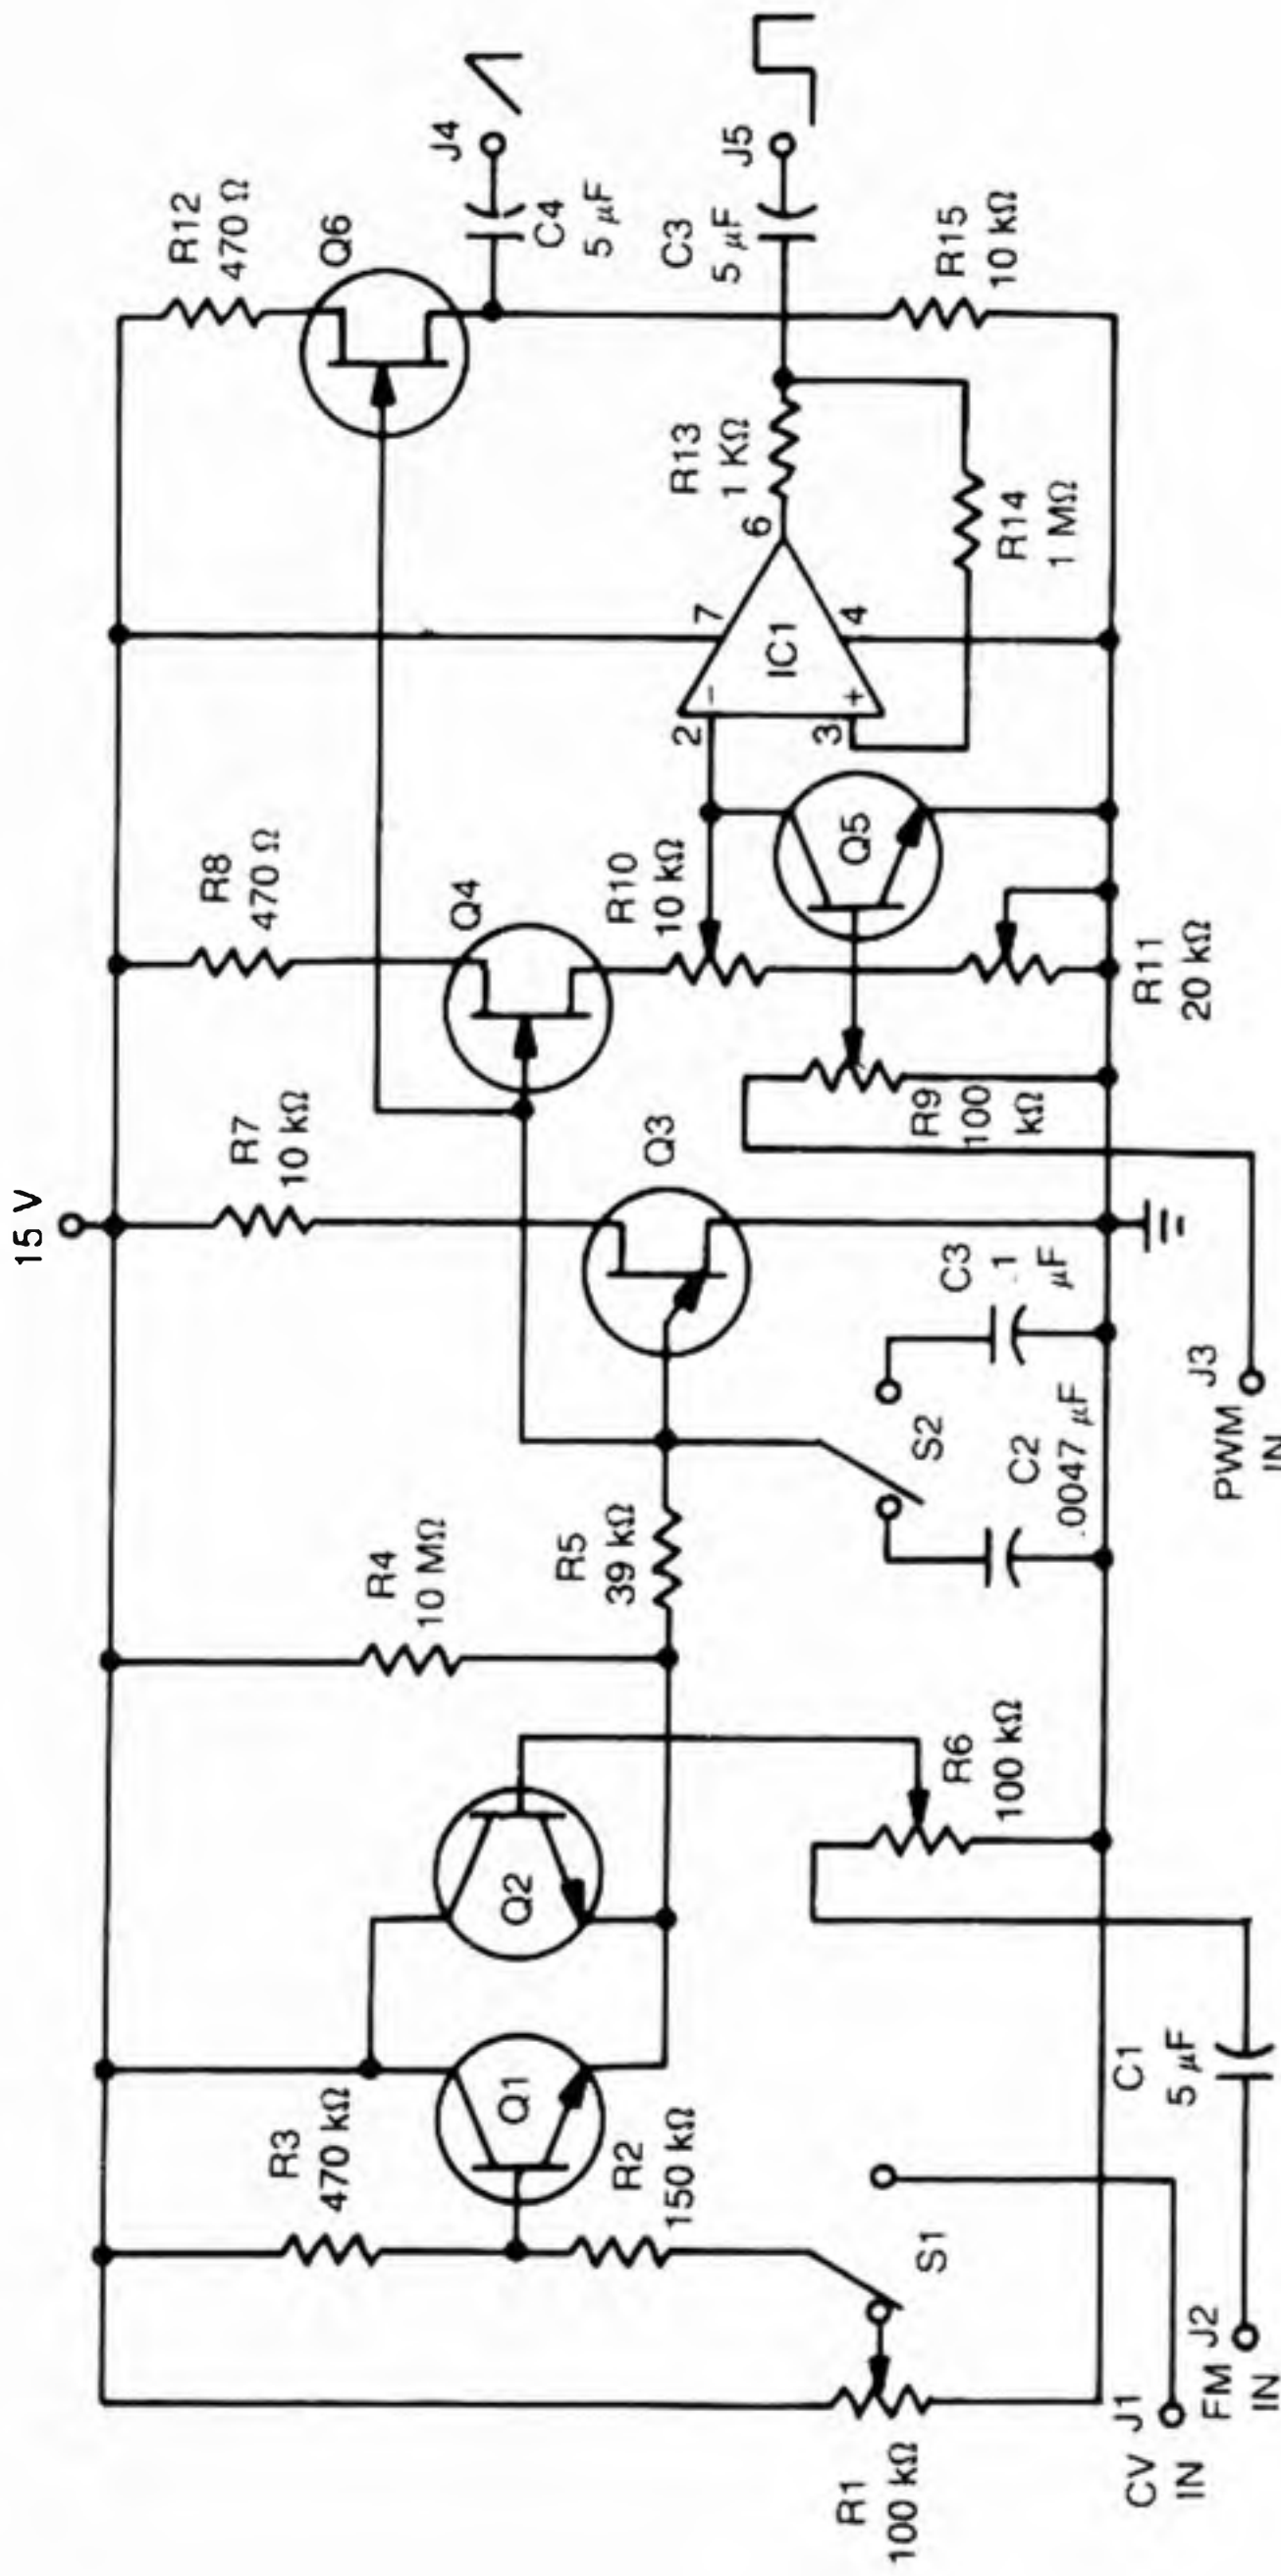 15 V
R12
470 Ω
Q6
J4
C4
5 μF
C3
5 μF
J5
R15
10 kΩ
R13
1 KΩ
R14
1 MΩ
6
7
4
IC1
2
−
3
+
R8
470 Ω
Q4
R10
10 kΩ
Q5
R11
20 kΩ
R7
10 kΩ
Q3
R9
100
kΩ
C3
.1
μF
S2
C2
.0047 μF
J3
PWM
IN
R4
10 MΩ
R5
39 kΩ
R6
100 kΩ
Q2
Q1
R3
470 kΩ
R2
150 kΩ
C1
5 μF
S1
R1
100 kΩ
J1
CV
IN
J2
FM
IN